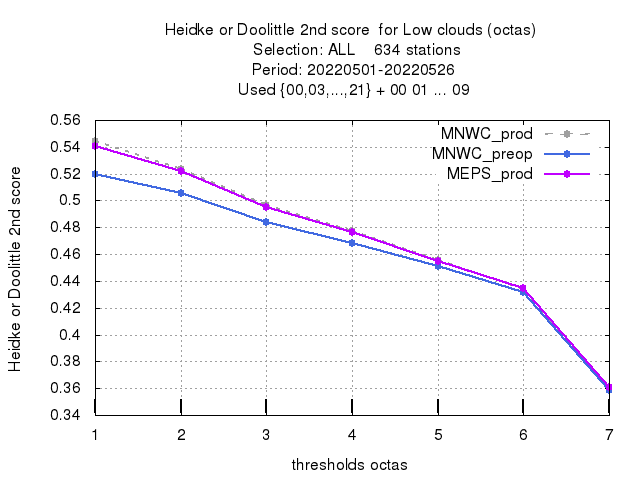 Heidke or Doolittle 2nd score  for Low clouds (octas)
Selection: ALL    634 stations
Period: 20220501-20220526
Used {00,03,...,21} + 00 01 ... 09
MNWC_prod
MNWC_preop
MEPS_prod
Heidke or Doolittle 2nd score
0.56
0.54
0.52
0.5
0.48
0.46
0.44
0.42
0.4
0.38
0.36
0.34
1 2 3 4 5 6 7
thresholds octas